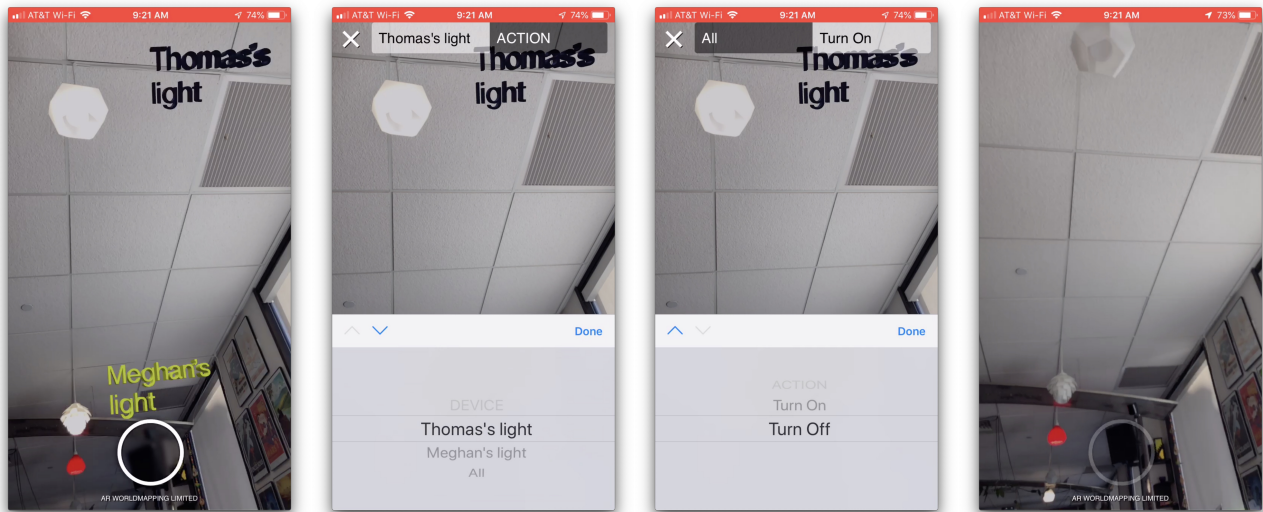 AT&T Wi-Fi 9:21 AM 74%
Thomas's
light
Meghan's
light
AR WORLDMAPPING LIMITED
AT&T Wi-Fi 9:21 AM 74%
Thomas's light ACTION
Thomas's
light
Done
DEVICE
Thomas's light
Meghan's light
All
AT&T Wi-Fi 9:21 AM 74%
All Turn On
Thomas's
light
Done
ACTION
Turn On
Turn Off
AT&T Wi-Fi 9:21 AM 73%
AR WORLDMAPPING LIMITED